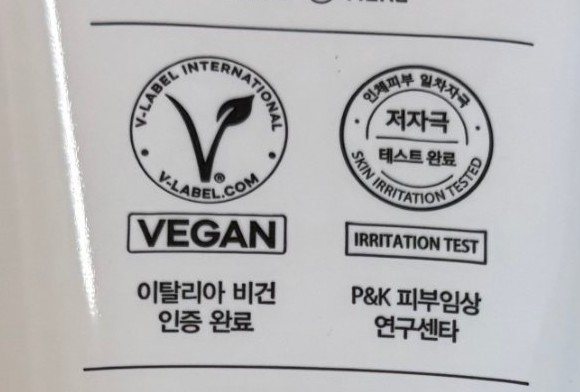 V-LABEL INTERNATIONAL
V-LABEL.COM
®
VEGAN
이탈리아 비건
인증 완료
인체피부 일차자극
저자극
테스트 완료
SKIN IRRITATION TESTED
IRRITATION TEST
P&K 피부임상
연구센타